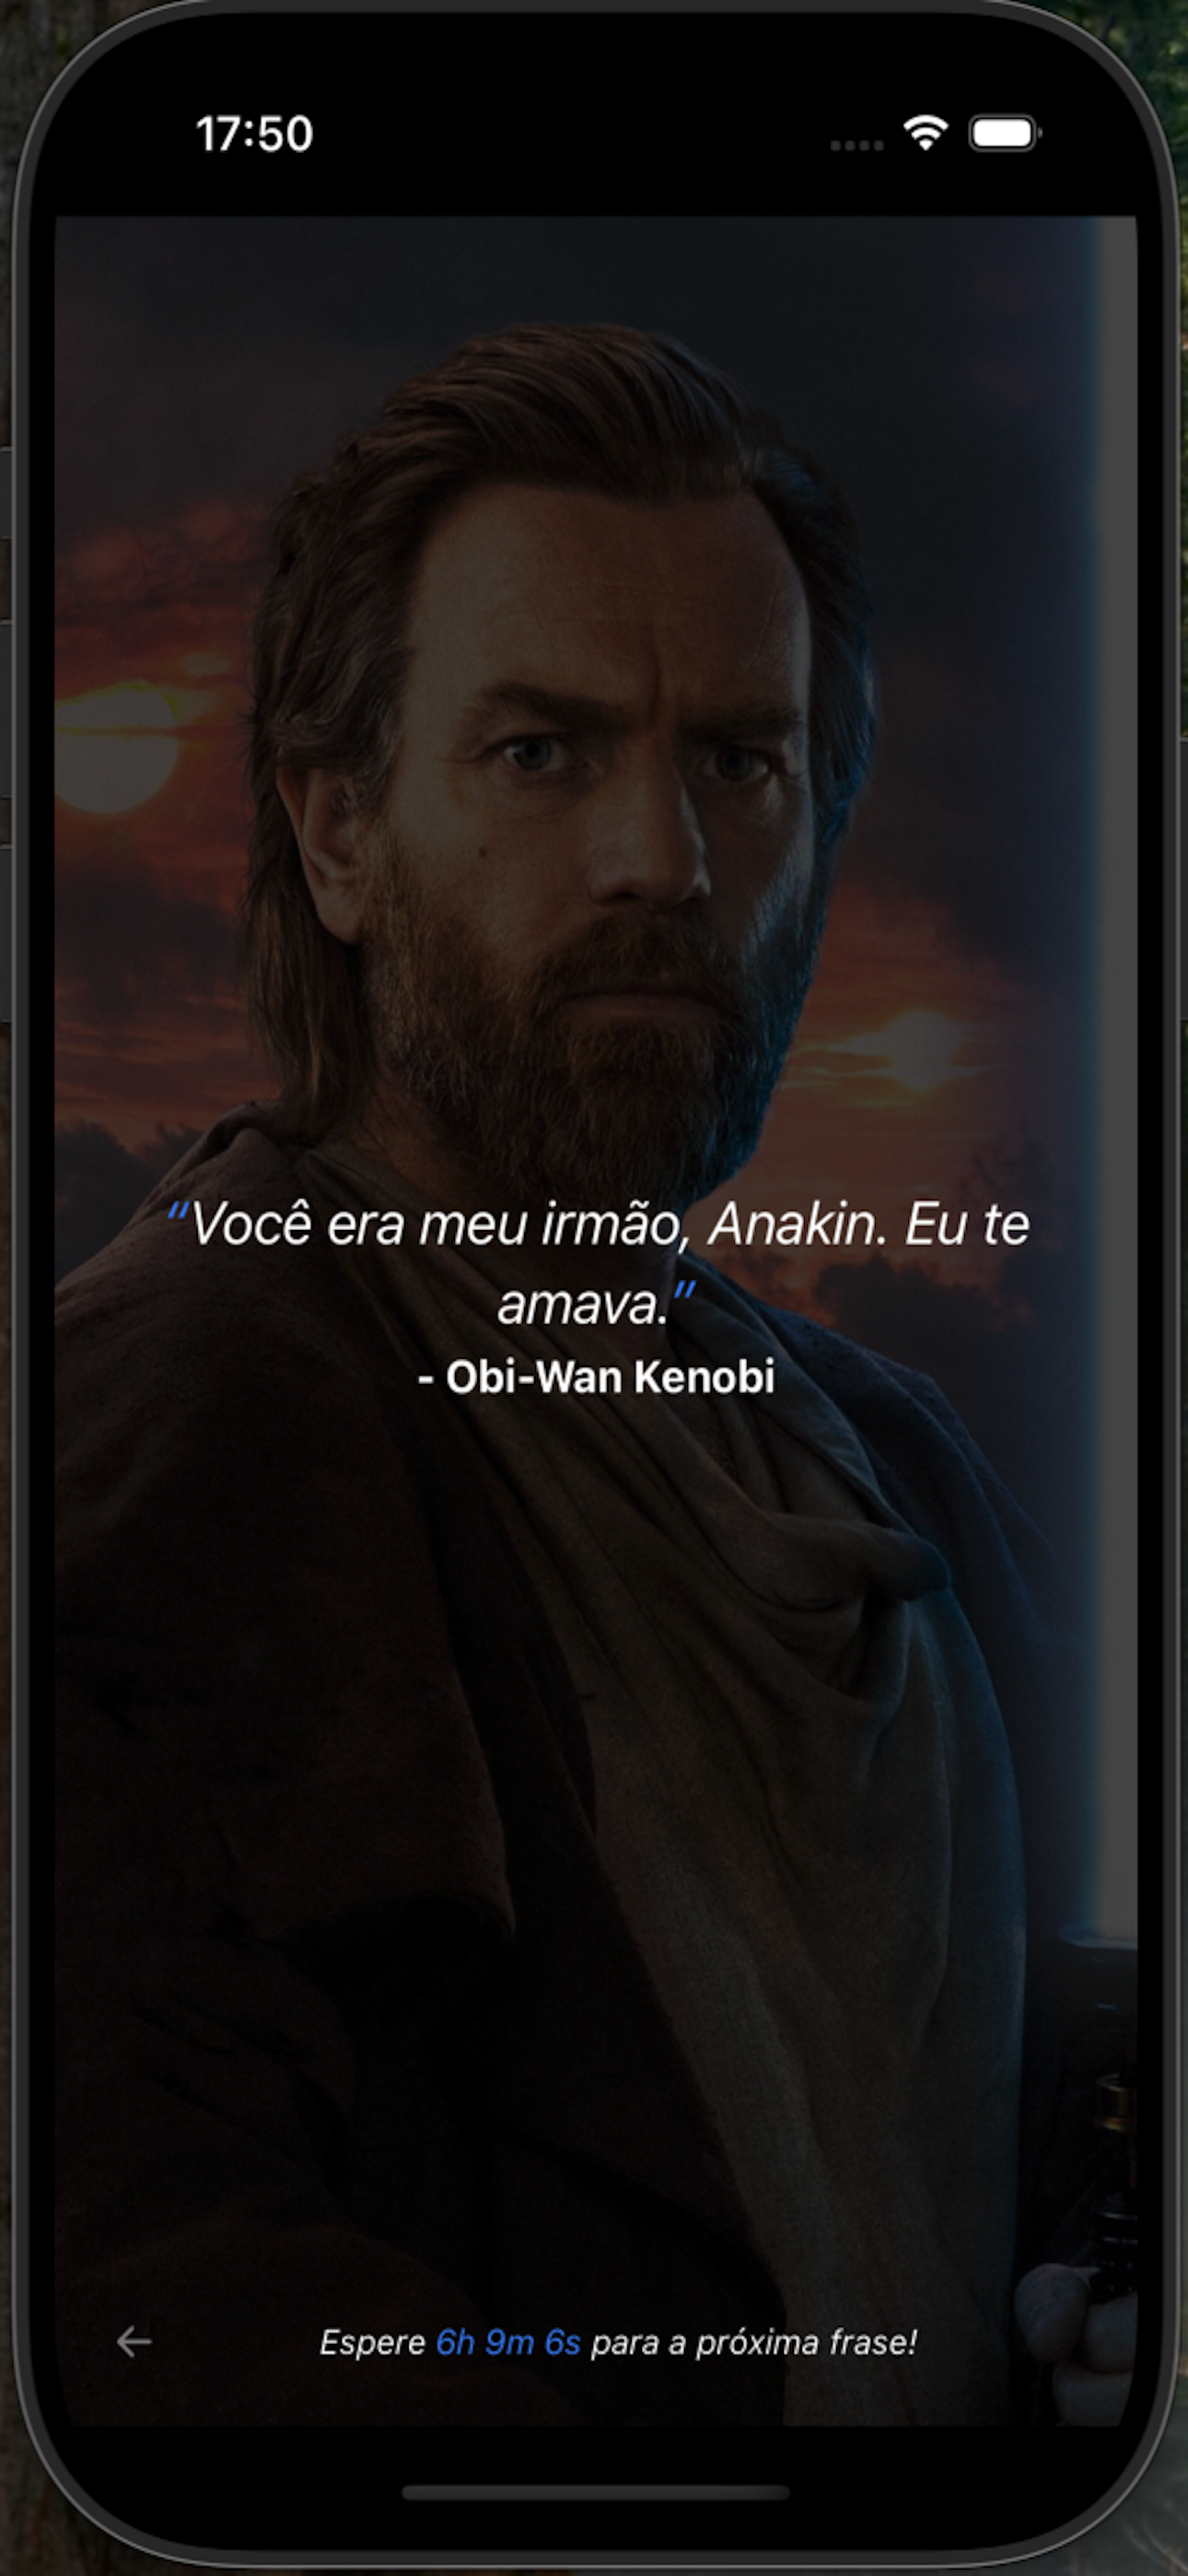 17:50
“Você era meu irmão, Anakin. Eu te
amava.”
- Obi-Wan Kenobi
Espere 6h 9m 6s para a próxima frase!